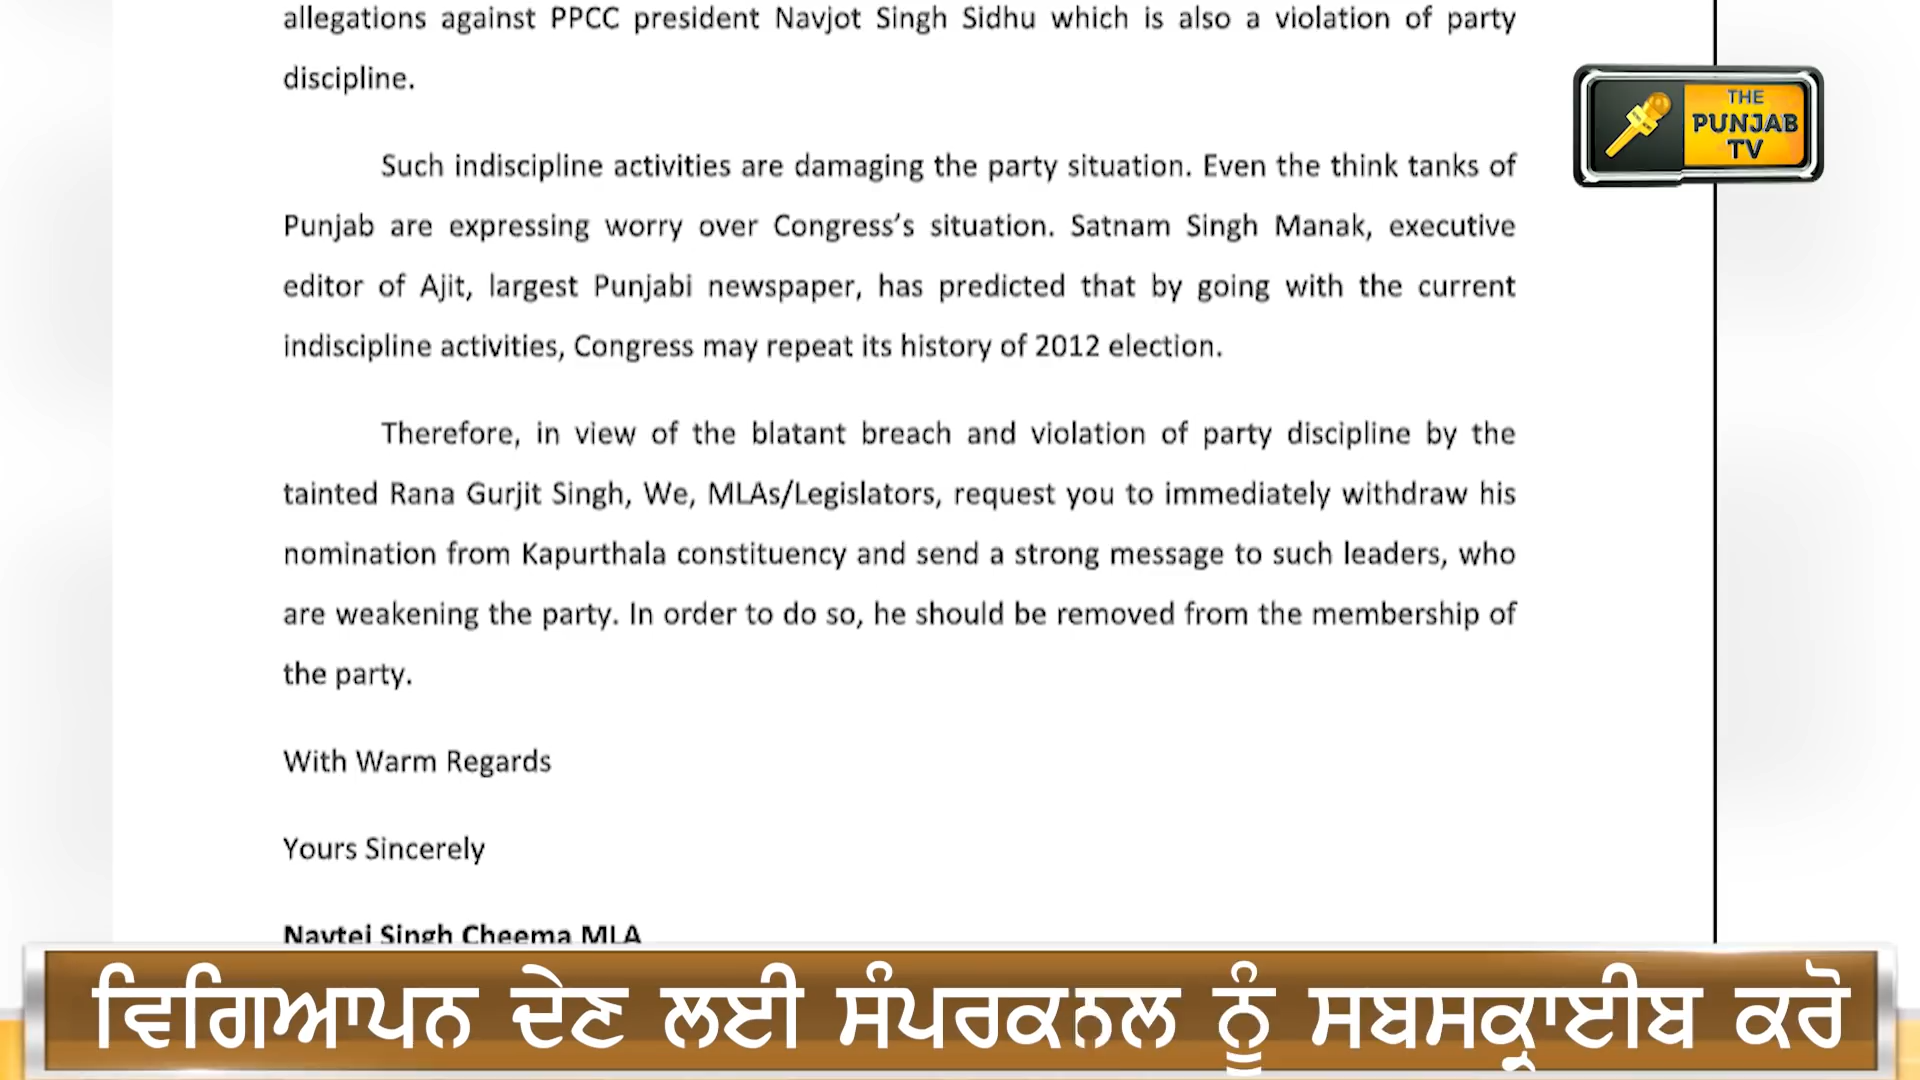 allegations against PPCC president Navjot Singh Sidhu which is also a violation of party
discipline.
THE
PUNJAB
TV
Such indiscipline activities are damaging the party situation. Even the think tanks of
Punjab are expressing worry over Congress’s situation. Satnam Singh Manak, executive
editor of Ajit, largest Punjabi newspaper, has predicted that by going with the current
indiscipline activities, Congress may repeat its history of 2012 election.
Therefore, in view of the blatant breach and violation of party discipline by the
tainted Rana Gurjit Singh, We, MLAs/Legislators, request you to immediately withdraw his
nomination from Kapurthala constituency and send a strong message to such leaders, who
are weakening the party. In order to do so, he should be removed from the membership of
the party.
With Warm Regards
Yours Sincerely
Navtej Singh Cheema MLA
ਵਿਗਿਆਪਨ ਦੇਣ ਲਈ ਸੰਪਰਕਨਲ ਨੂੰ ਸਬਸਕ੍ਰਾਈਬ ਕਰੋ